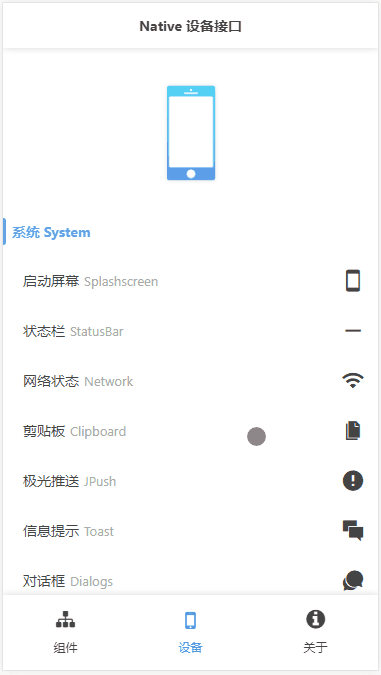 Native 设备接口
系统 System
启动屏幕 Splashscreen
状态栏 StatusBar
网络状态 Network
剪贴板 Clipboard
极光推送 JPush
信息提示 Toast
对话框 Dialogs
组件 设备 关于